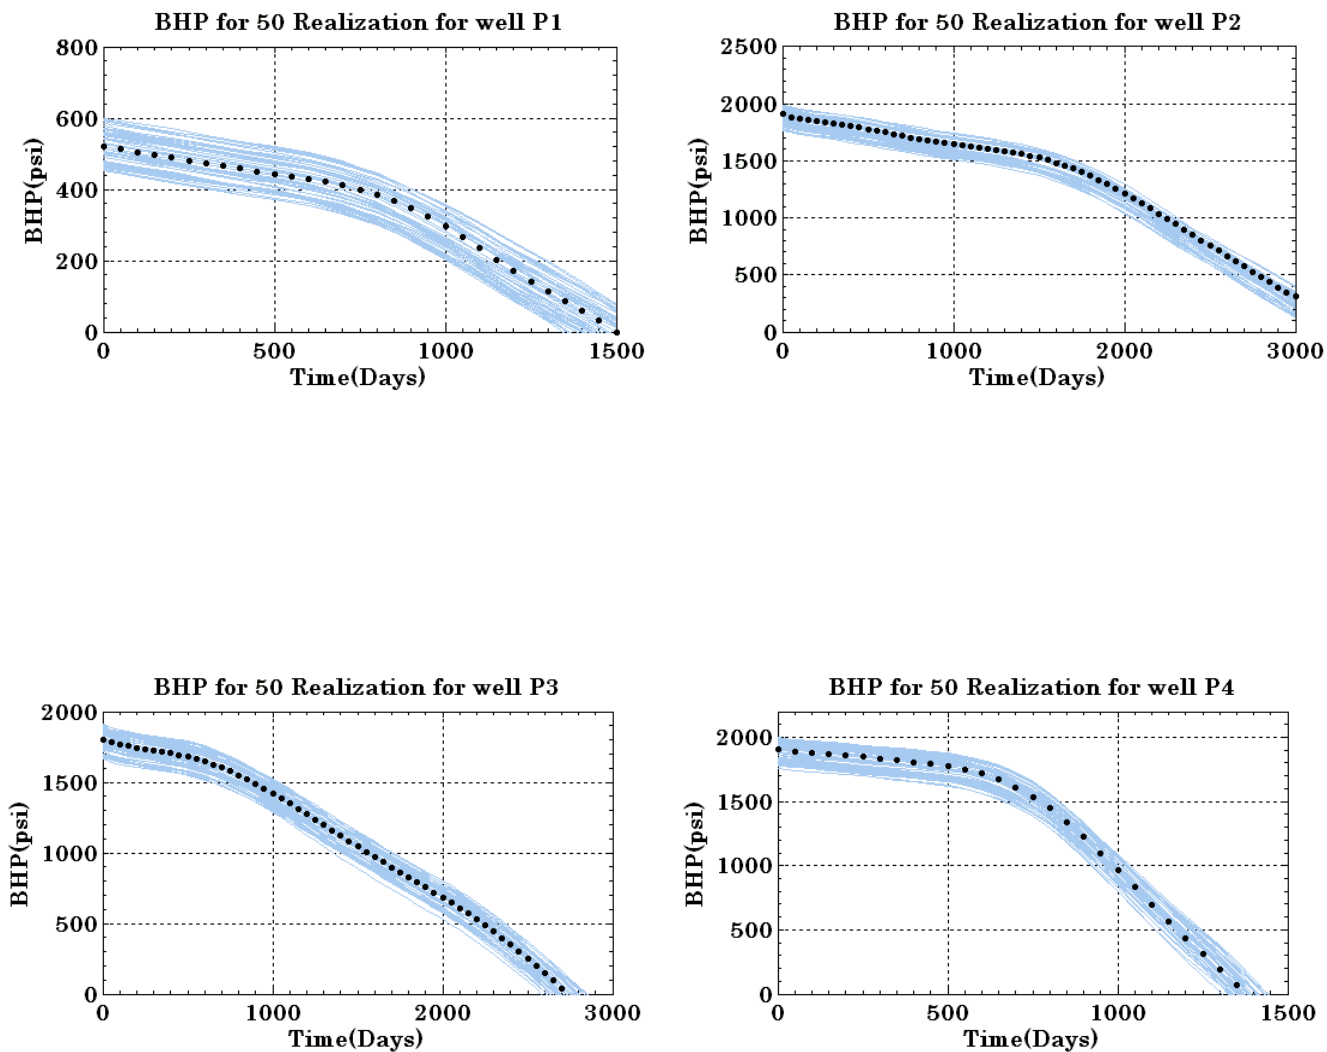 BHP for 50 Realization for well P1
800
600
400
200
0
BHP(psi)
0 500 1000 1500
Time(Days)
BHP for 50 Realization for well P2
2500
2000
1500
1000
500
0
BHP(psi)
0 1000 2000 3000
Time(Days)
BHP for 50 Realization for well P3
2000
1500
1000
500
0
BHP(psi)
0 1000 2000 3000
Time(Days)
BHP for 50 Realization for well P4
2000
1500
1000
500
0
BHP(psi)
0 500 1000 1500
Time(Days)